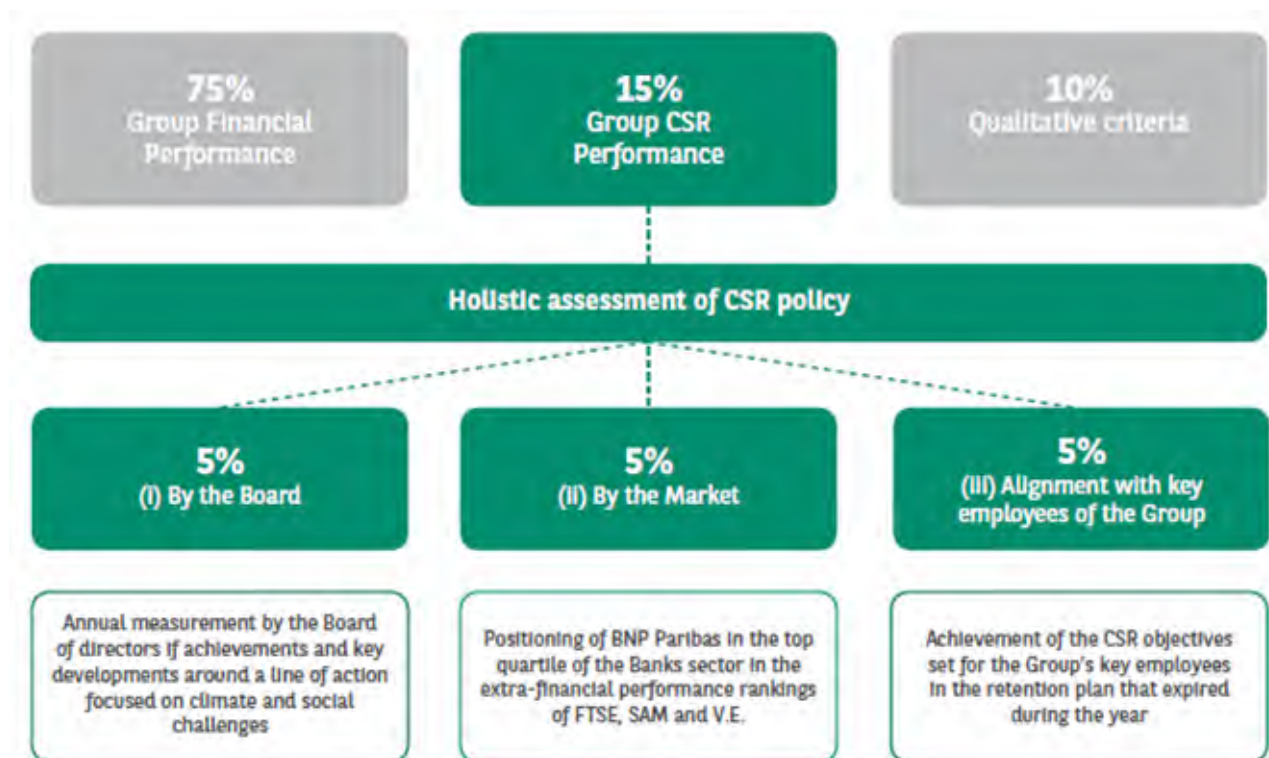 75%
Group Financial
Performance
15%
Group CSR
Performance
10%
Qualitative criteria
Holistic assessment of CSR policy
5%
(i) By the Board
5%
(ii) By the Market
5%
(iii) Alignment with key
employees of the Group
Annual measurement by the Board
of directors if achievements and key
developments around a line of action
focused on climate and social
challenges
Positioning of BNP Paribas in the top
quartile of the Banks sector in the
extra-financial performance rankings
of FTSE, SAM and V.E.
Achievement of the CSR objectives
set for the Group's key employees
in the retention plan that expired
during the year